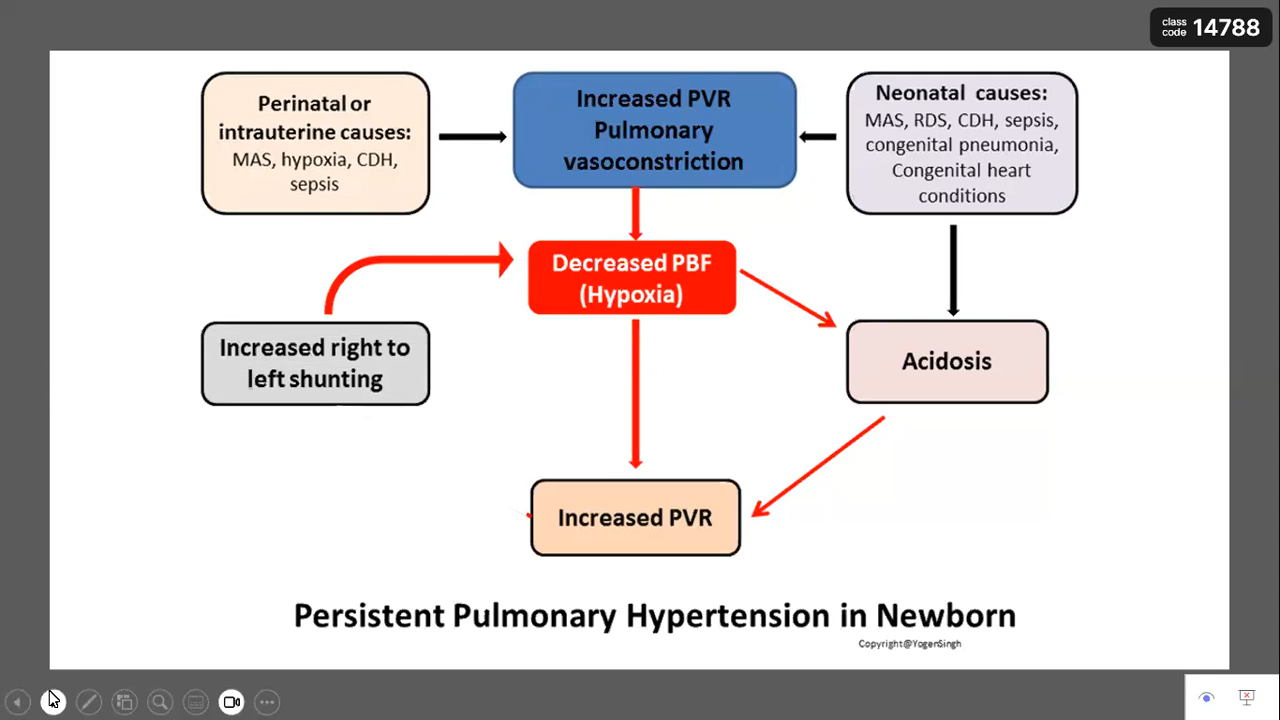 class
code 14788
Perinatal or
intrauterine causes:
MAS, hypoxia, CDH,
sepsis
Increased PVR
Pulmonary
vasoconstriction
Neonatal causes:
MAS, RDS, CDH, sepsis,
congenital pneumonia,
Congenital heart
conditions
Decreased PBF
(Hypoxia)
Increased right to
left shunting
Acidosis
Increased PVR
Persistent Pulmonary Hypertension in Newborn
Copyright@YogenSingh